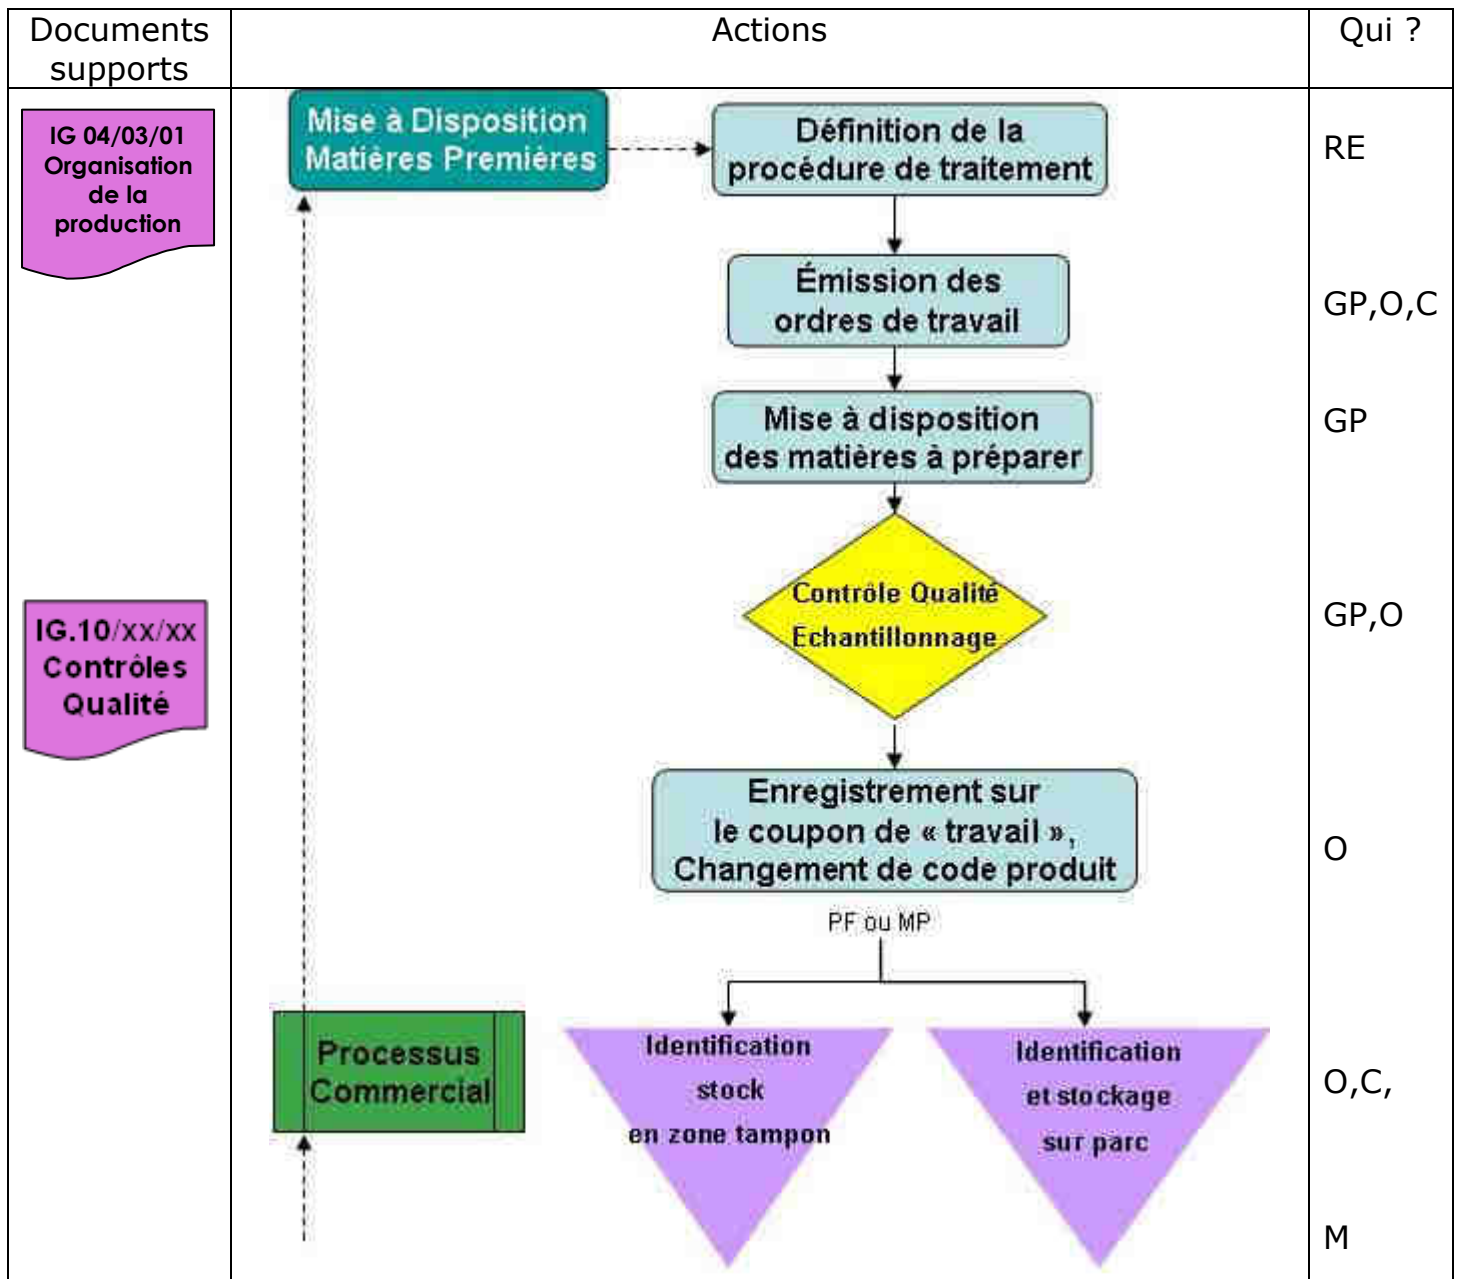 Documents
supports
Actions
Qui ?
IG 04/03/01
Organisation
de la
production
Mise à Disposition
Matières Premières
Définition de la
procédure de traitement
RE
Émission des
ordres de travail
GP,O,C
Mise à disposition
des matières à préparer
GP
IG.10/xx/xx
Contrôles
Qualité
Contrôle Qualité
Echantillonnage
GP,O
Enregistrement sur
le coupon de « travail »,
Changement de code produit
O
PF ou MP
Processus
Commercial
Identification
stock
en zone tampon
Identification
et stockage
sur parc
O,C,
M